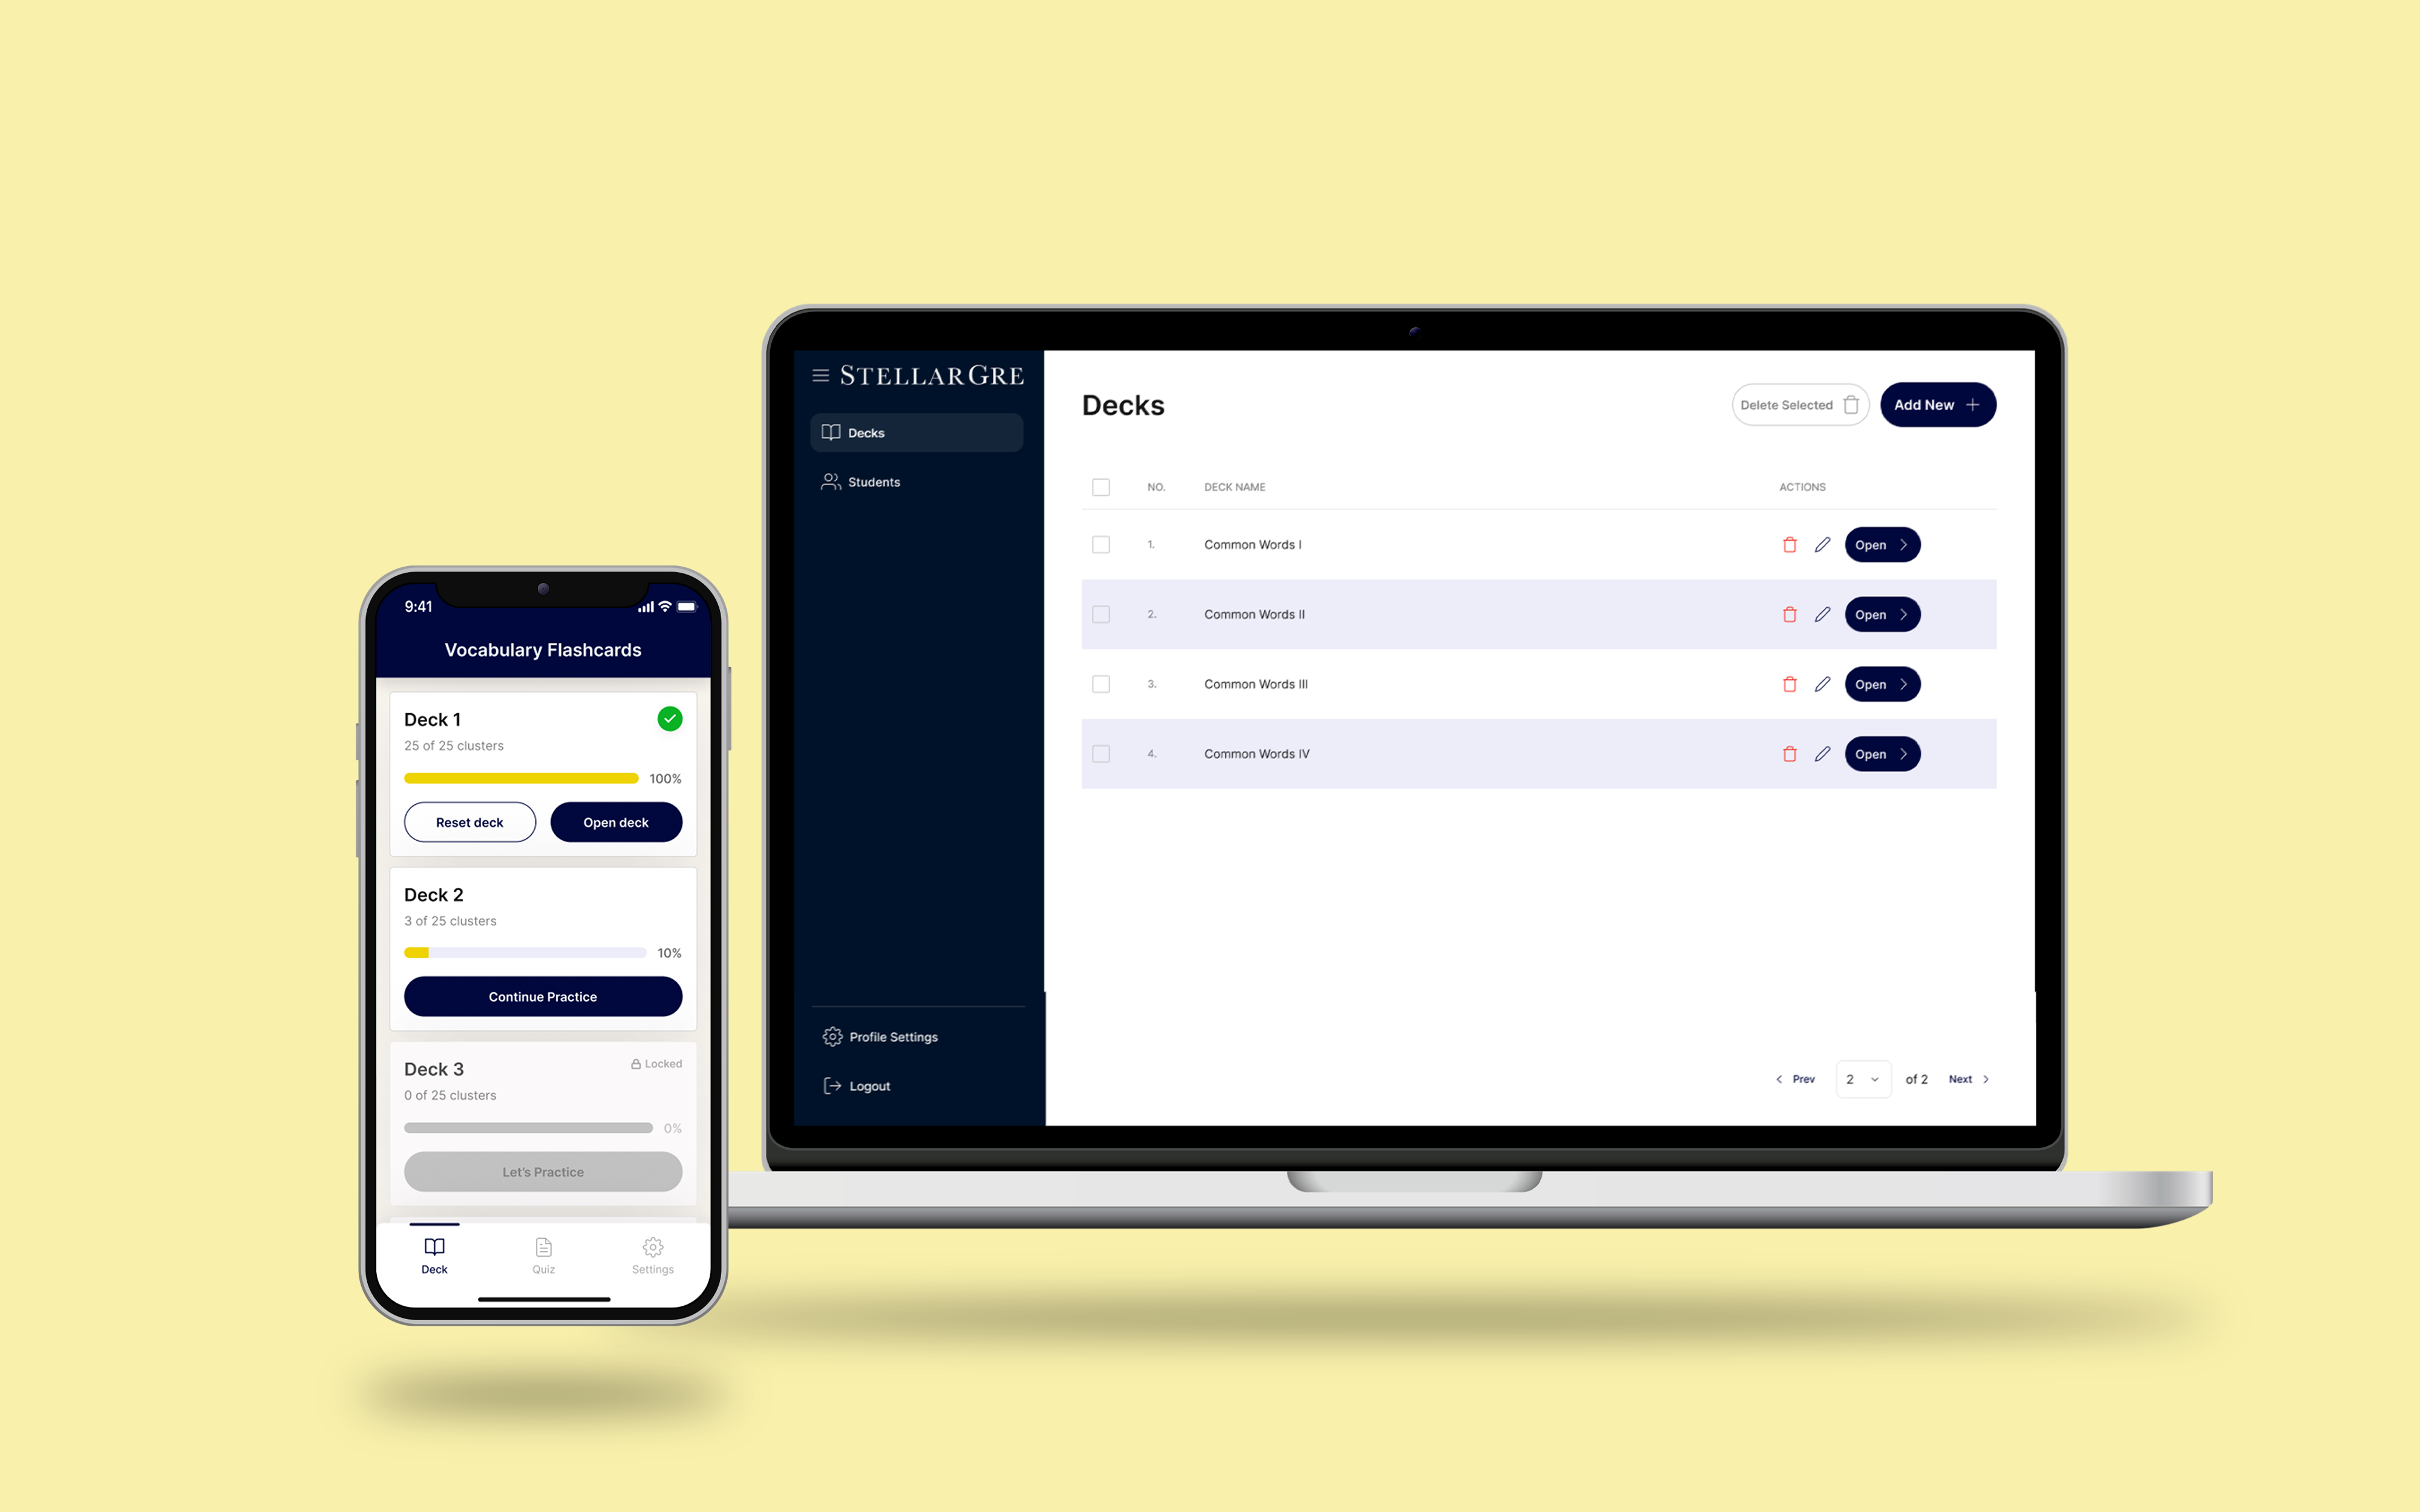 9:41
Vocabulary Flashcards
Deck 1
25 of 25 clusters
100%
Reset deck
Open deck
Deck 2
3 of 25 clusters
10%
Continue Practice
Deck 3
Locked
0 of 25 clusters
0%
Let's Practice
Deck
Quiz
Settings
STELLARGRE
Decks
Students
Profile Settings
Logout
Decks
Delete Selected
Add New
NO. DECK NAME ACTIONS
1. Common Words I Open
2. Common Words II Open
3. Common Words III Open
4. Common Words IV Open
Prev 2 of 2 Next